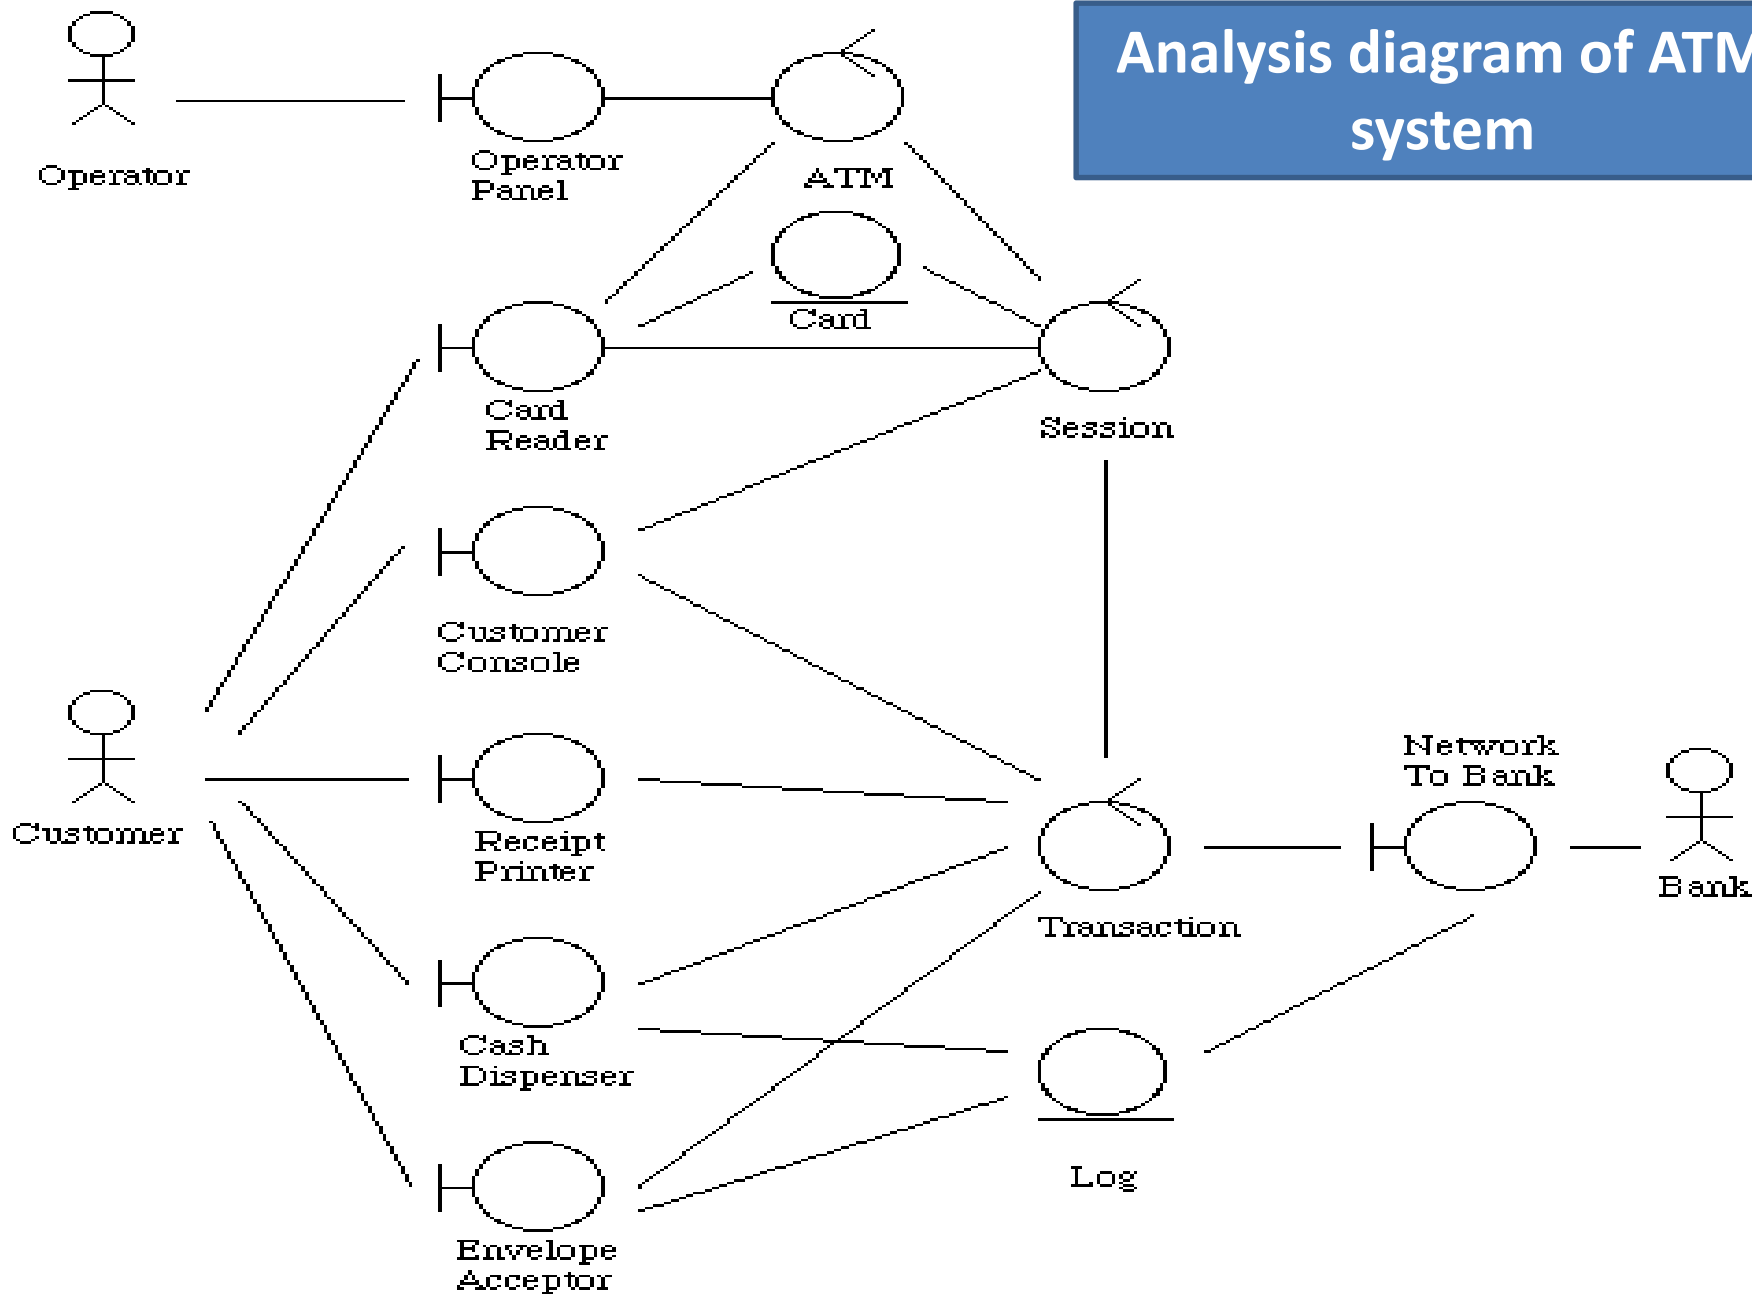 Analysis diagram of ATM
system
Operator
Operator
Panel
ATM
Card
Card
Reader
Session
Customer
Console
Customer
Receipt
Printer
Network
To Bank
Bank
Transaction
Cash
Dispenser
Log
Envelope
Acceptor